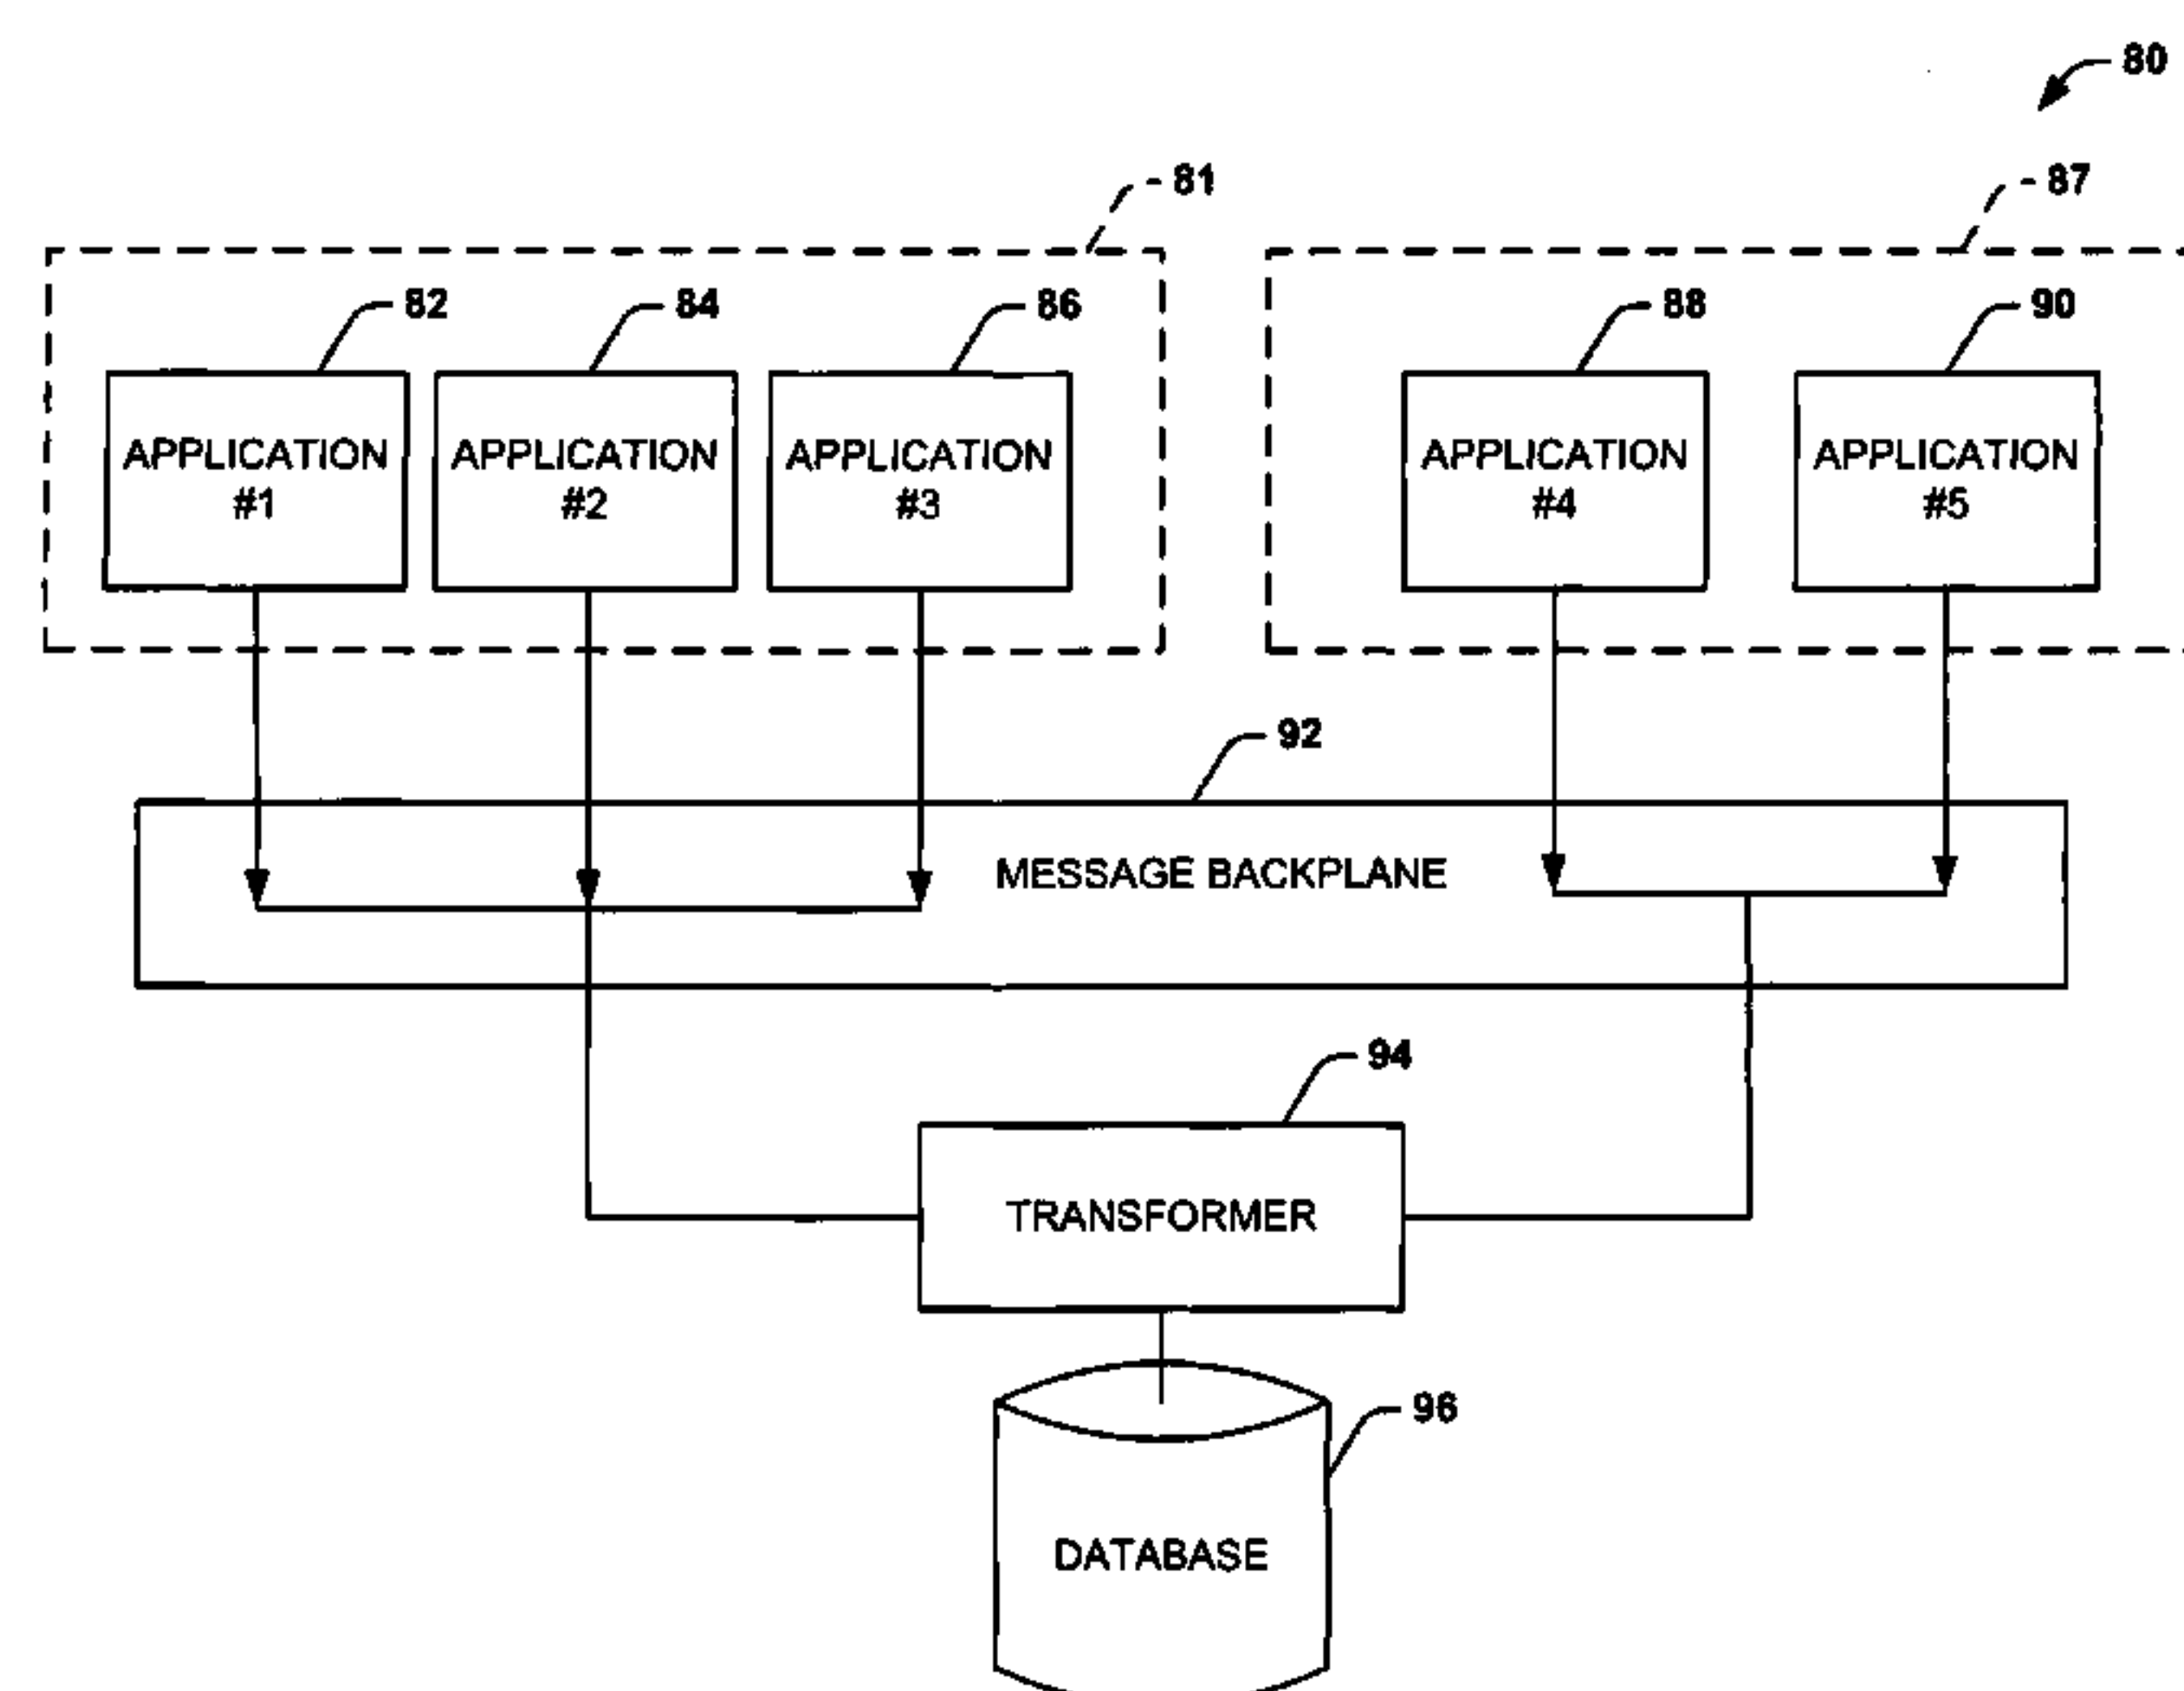 80
81
87
82
84
86
88
90
APPLICATION
#1
APPLICATION
#2
APPLICATION
#3
APPLICATION
#4
APPLICATION
#5
92
MESSAGE BACKPLANE
94
TRANSFORMER
96
DATABASE